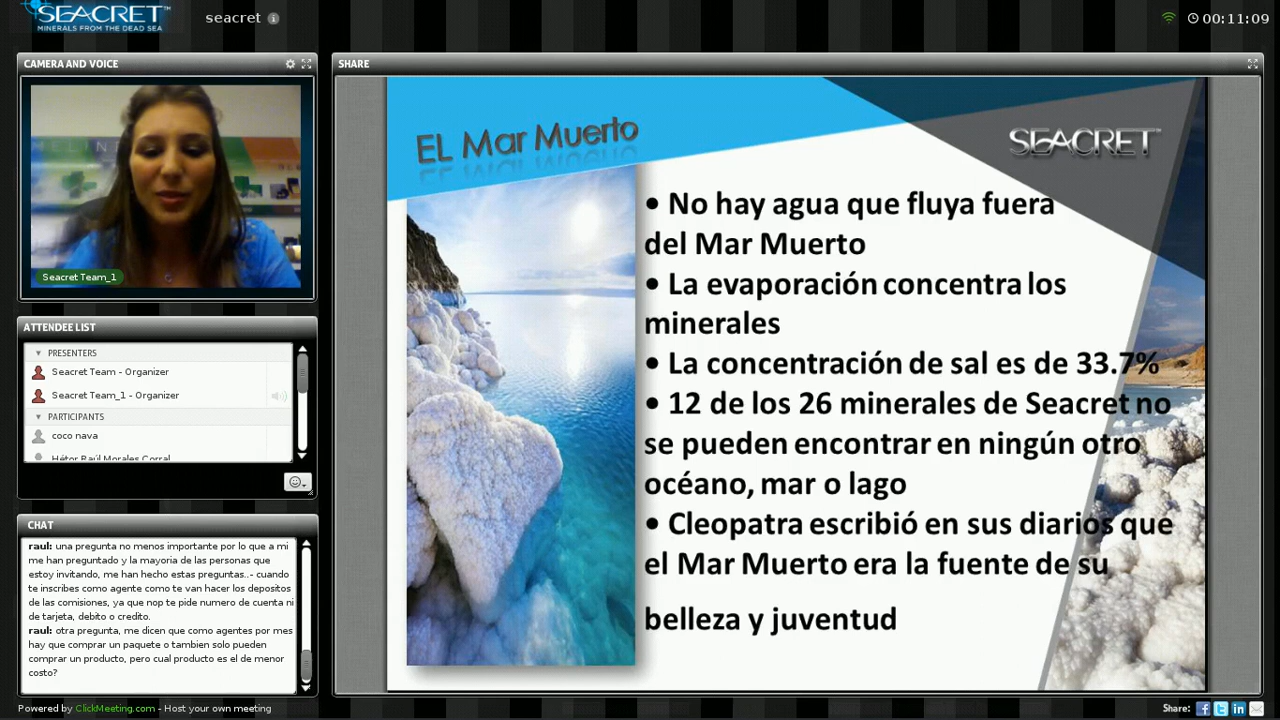 SEACRET
MINERALS FROM THE DEAD SEA
seacret
00:11:09
CAMERA AND VOICE
Seacret Team_1
ATTENDEE LIST
PRESENTERS
Seacret Team - Organizer
Seacret Team_1 - Organizer
PARTICIPANTS
coco nava
Hétor Raúl Morales Corral
CHAT
raul: una pregunta no menos importante por lo que a mi
me han preguntado y la mayoria de las personas que
estoy invitando, me han hecho estas preguntas..- cuando
te inscribes como agente como te van hacer los depositos
de las comisiones, ya que nop te pide numero de cuenta ni
de tarjeta, debito o credito.
raul: otra pregunta, me dicen que como agentes por mes
hay que comprar un paquete o tambien solo pueden
comprar un producto, pero cual producto es el de menor
costo?
SHARE
EL Mar Muerto
SEACRET
• No hay agua que fluya fuera
del Mar Muerto
• La evaporación concentra los
minerales
• La concentración de sal es de 33.7%
• 12 de los 26 minerales de Seacret no
se pueden encontrar en ningún otro
océano, mar o lago
• Cleopatra escribió en sus diarios que
el Mar Muerto era la fuente de su
belleza y juventud
Powered by ClickMeeting.com - Host your own meeting
Share: